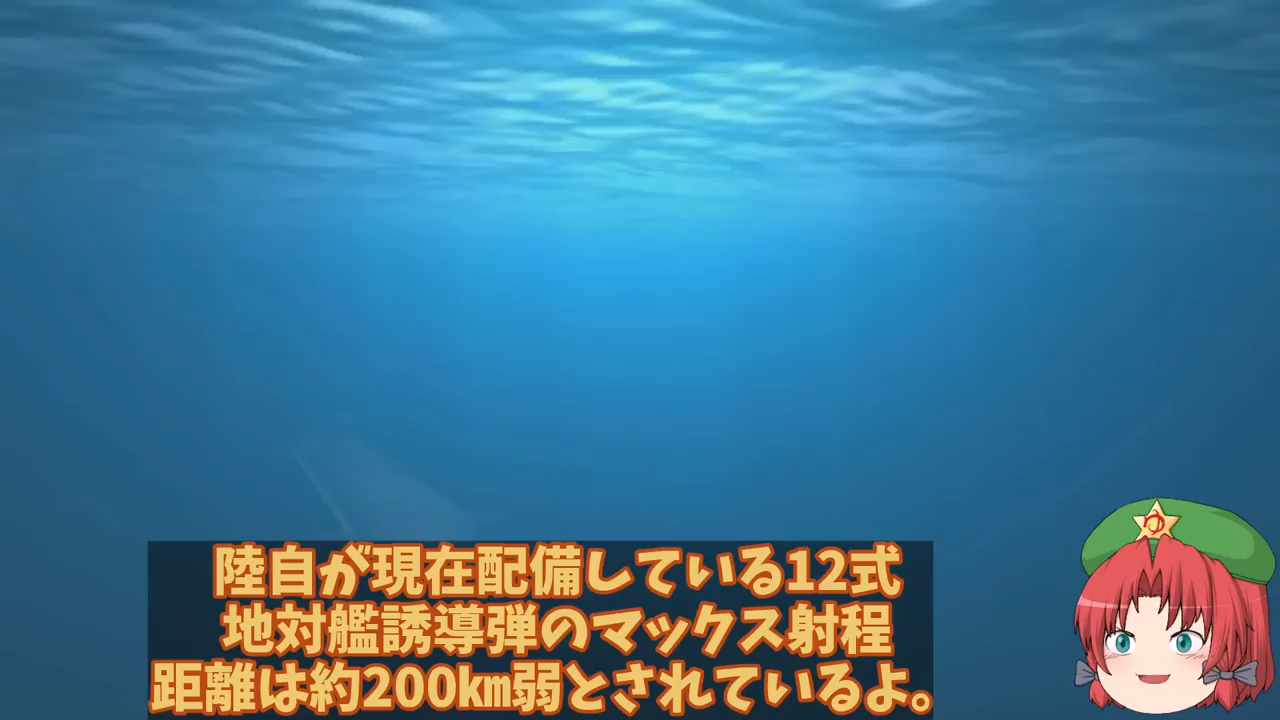 陸自が現在配備している12式
地対艦誘導弾のマックス射程
距離は約200㎞弱とされているよ。